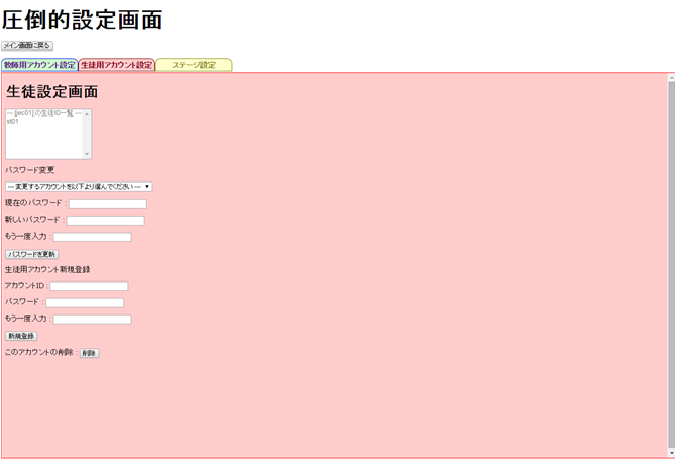 圧倒的設定画面
メイン画面に戻る
教師用アカウント設定 生徒用アカウント設定 ステージ設定
生徒設定画面
--- [jec01]の生徒ID一覧 ---
st01
パスワード変更
--- 変更するアカウントを以下より選んでください ---
現在のパスワード :
新しいパスワード :
もう一度入力 :
パスワードを更新
生徒用アカウント新規登録
アカウントID :
パスワード :
もう一度入力 :
新規登録
このアカウントの削除 : 削除